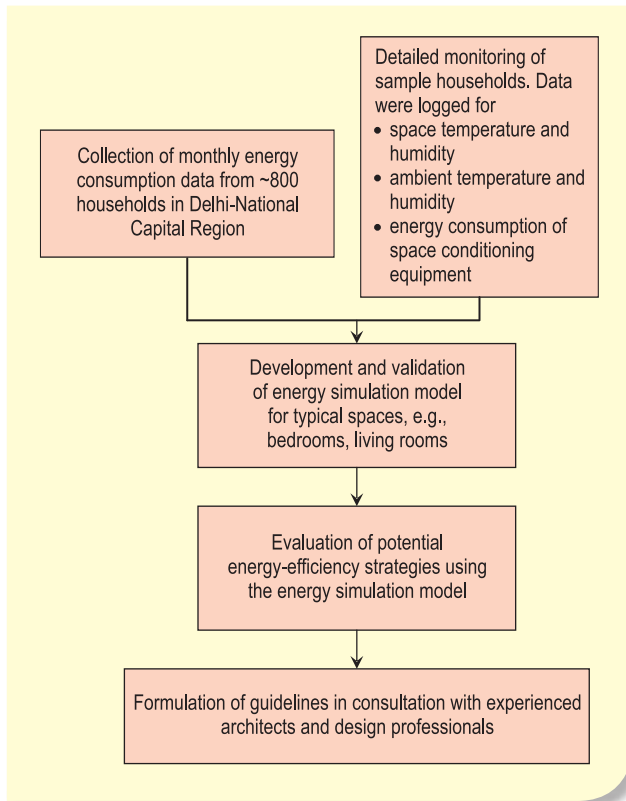 Collection of monthly energy
consumption data from ~800
households in Delhi-National
Capital Region
Detailed monitoring of
sample households. Data
were logged for
• space temperature and
humidity
• ambient temperature and
humidity
• energy consumption of
space conditioning
equipment
Development and validation
of energy simulation model
for typical spaces, e.g.,
bedrooms, living rooms
Evaluation of potential
energy-efficiency strategies using
the energy simulation model
Formulation of guidelines in consultation with experienced
architects and design professionals